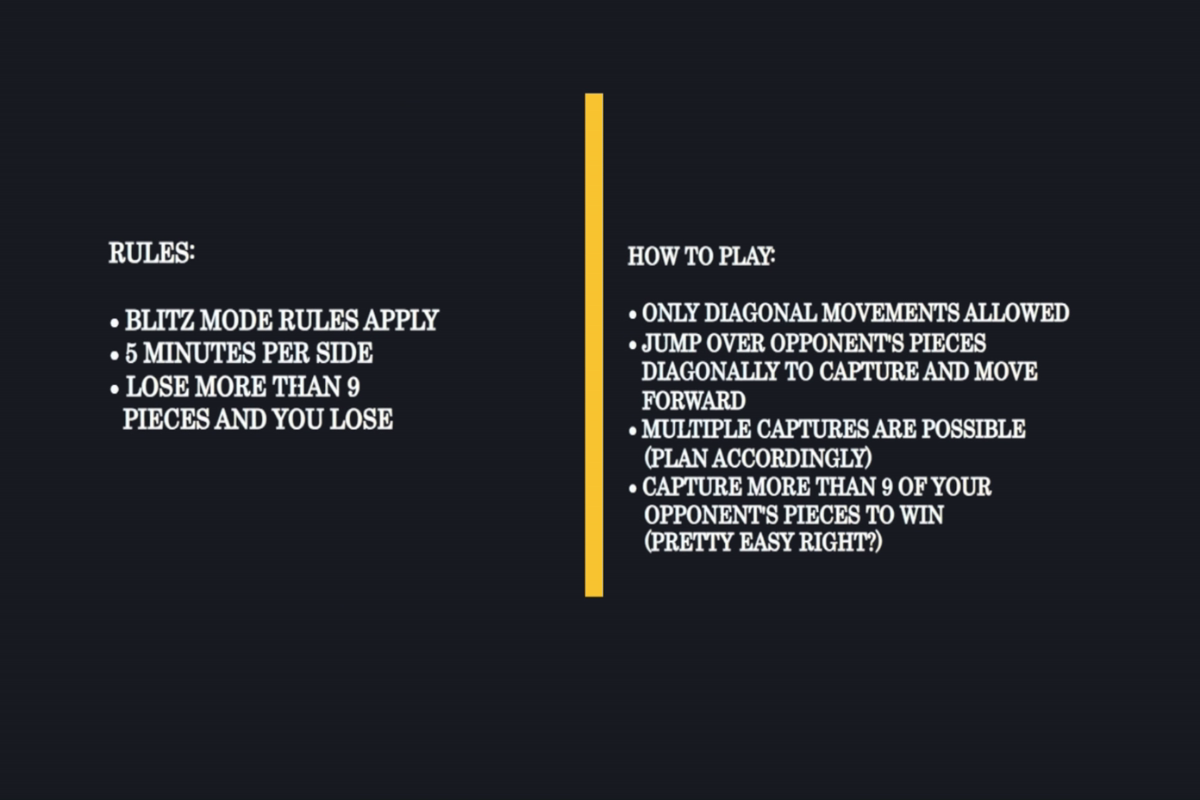 RULES:
• BLITZ MODE RULES APPLY
• 5 MINUTES PER SIDE
• LOSE MORE THAN 9
PIECES AND YOU LOSE
HOW TO PLAY:
• ONLY DIAGONAL MOVEMENTS ALLOWED
• JUMP OVER OPPONENT'S PIECES
DIAGONALLY TO CAPTURE AND MOVE
FORWARD
• MULTIPLE CAPTURES ARE POSSIBLE
(PLAN ACCORDINGLY)
• CAPTURE MORE THAN 9 OF YOUR
OPPONENT'S PIECES TO WIN
(PRETTY EASY RIGHT?)